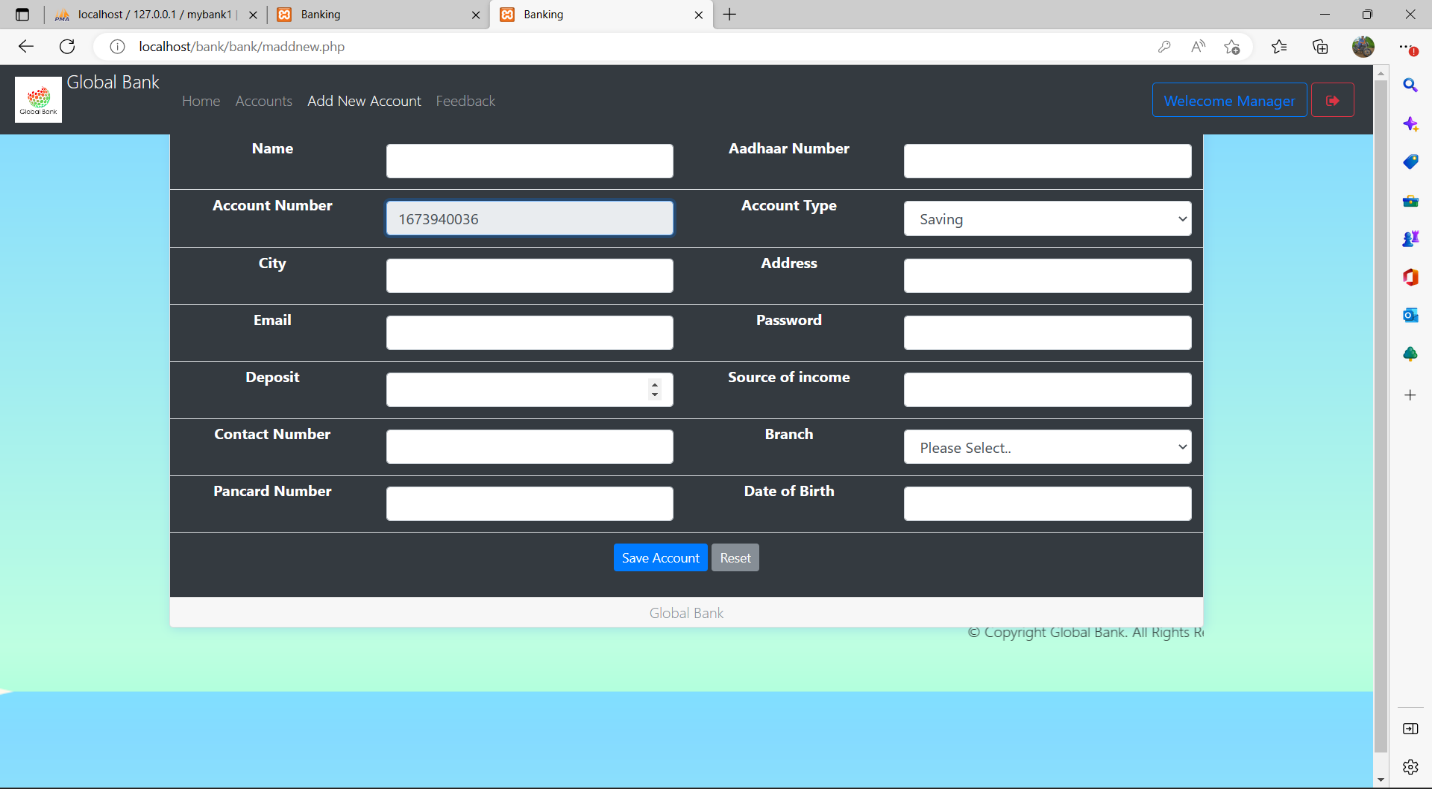 localhost / 127.0.0.1 / mybank1 |
Banking
Banking
localhost/bank/bank/maddnew.php
Global Bank
Global Bank
Home Accounts Add New Account Feedback
Welecome Manager
Name Aadhaar Number
Account Number 1673940036 Account Type Saving
City Address
Email Password
Deposit Source of income
Contact Number Branch Please Select..
Pancard Number Date of Birth
Save Account Reset
Global Bank
© Copyright Global Bank. All Rights Re